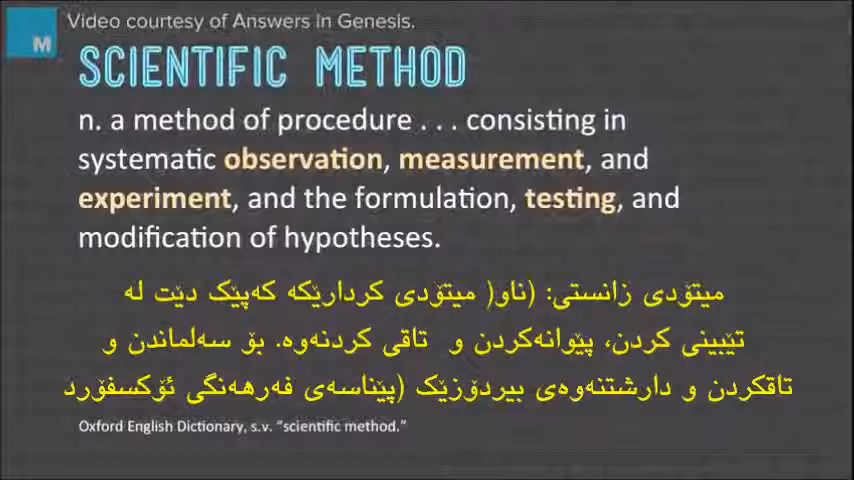 M
Video courtesy of Answers in Genesis.
SCIENTIFIC METHOD
n. a method of procedure . . . consisting in
systematic observation, measurement, and
experiment, and the formulation, testing, and
modification of hypotheses.
میتۆدی زانستی: (ناو( میتۆدی کردارێکە کەپێک دێت لە
تێبینی کردن، پێوانەکردن و تاقی کردنەوە. بۆ سەلماندن و
تاقکردن و دارشتنەوەی بیردۆزێک (پێناسەی فەرهەنگی ئۆکسفۆرد
Oxford English Dictionary, s.v. “scientific method.”